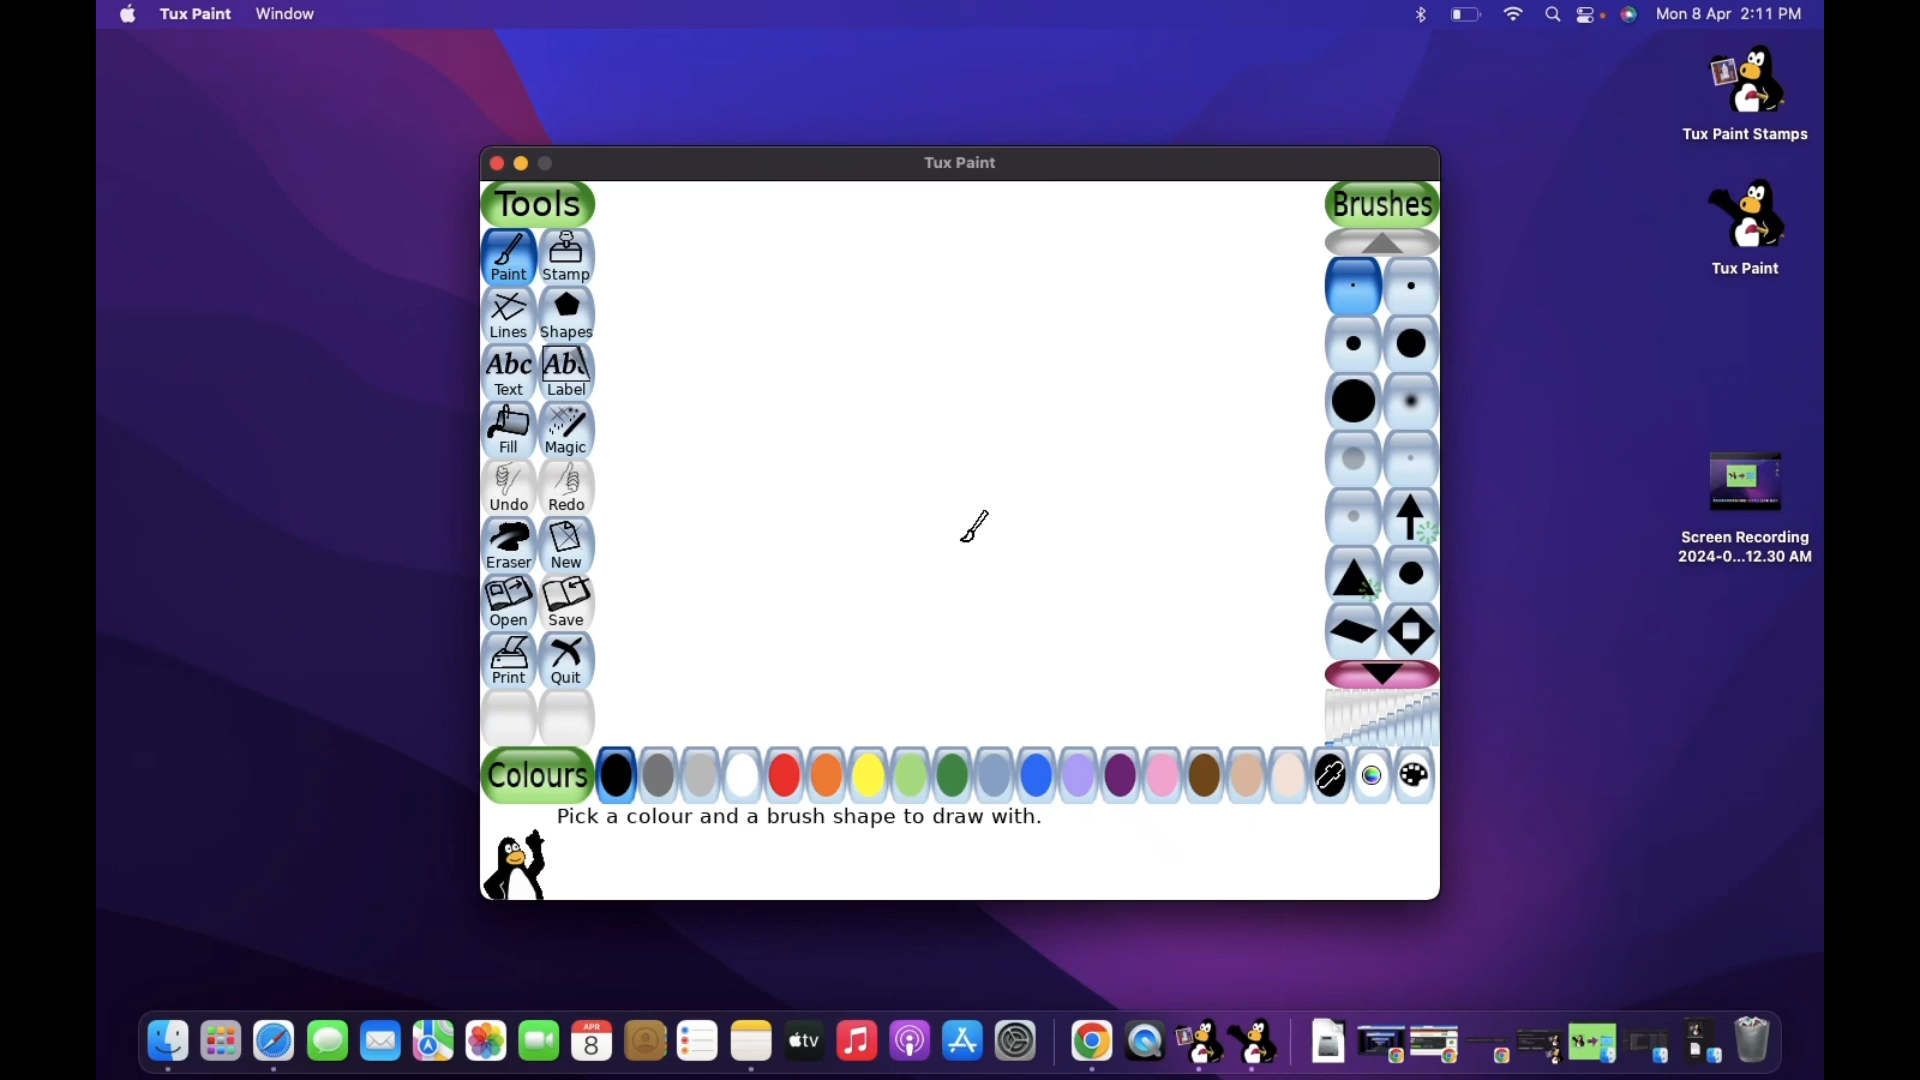 Tux Paint Window
Mon 8 Apr 2:11 PM
Tux Paint Stamps
Tux Paint
Screen Recording
2024-0...12.30 AM
Tux Paint
Tools
Brushes
Paint Stamp
Lines Shapes
Abc Abc
Text Label
Fill Magic
Undo Redo
Eraser New
Open Save
Print Quit
Colours
Pick a colour and a brush shape to draw with.
APR
8
tv